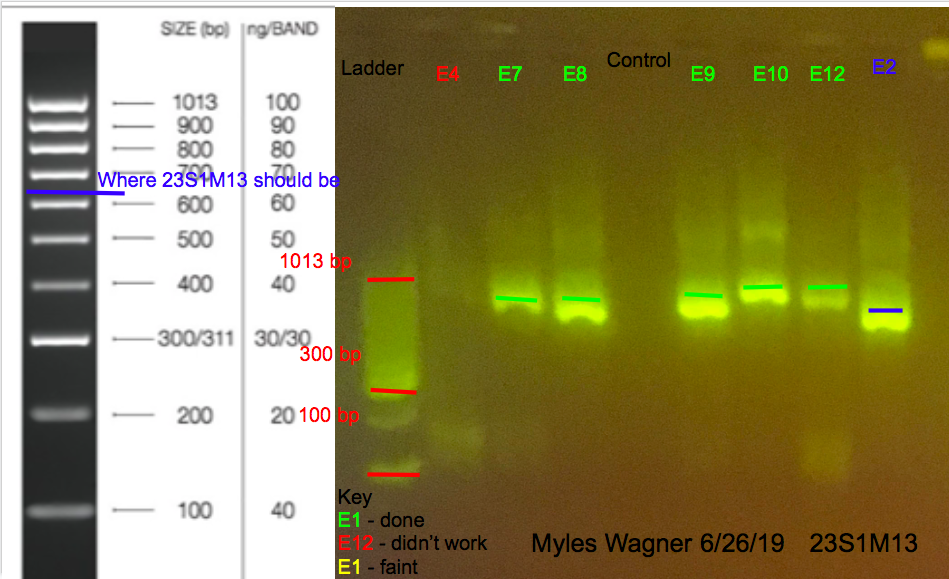 SIZE (bp) ng/BAND
1013 100
900 90
800 80
700 70
Where 23S1M13 should be
600 60
500 50
400 40
300/311 30/30
200 20
100 40
Ladder E4 E7 E8 Control E9 E10 E12 E2
1013 bp
300 bp
100 bp
Key
E1 - done
E12 - didn't work
E1 - faint
Myles Wagner 6/26/19 23S1M13